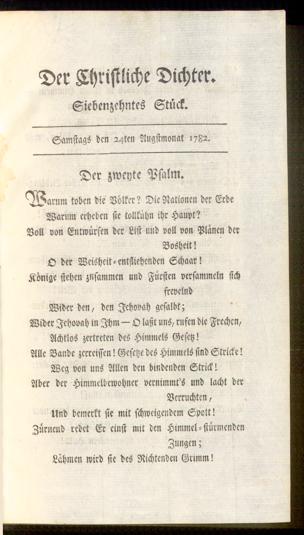 Der Christliche Dichter.
Siebenzehntes Stück.
Samstags den 24ten Augstmonat 1782.
Der zweyte Psalm.
Warum toben die Völker? Die Nationen der Erde
Warum erheben sie tollkühn ihr Haupt?
Voll von Entwürfen der List und voll von Plänen der
Bosheit!
O der Weisheit-entfliehenden Schaar!
Könige stehen zusammen und Fürsten versammeln sich
frevelnd
Wider den, den Jehovah gesalbt;
Wider Jehovah in Ihm — O laßt uns, rufen die Frechen,
Achtlos zertreten des Himmels Gesetz!
Alle Bande zerreissen! Gesetze des Himmels sind Stricke!
Weg von uns Allen den bindenden Strick!
Aber der Himmelbewohner vernimmt's und lacht der
Verruchten,
Und bemerkt sie mit schweigendem Spott!
Zürnend redet Er einst mit den Himmel-stürmenden
Zungen;
Lähmen wird sie des Richtenden Grimm!